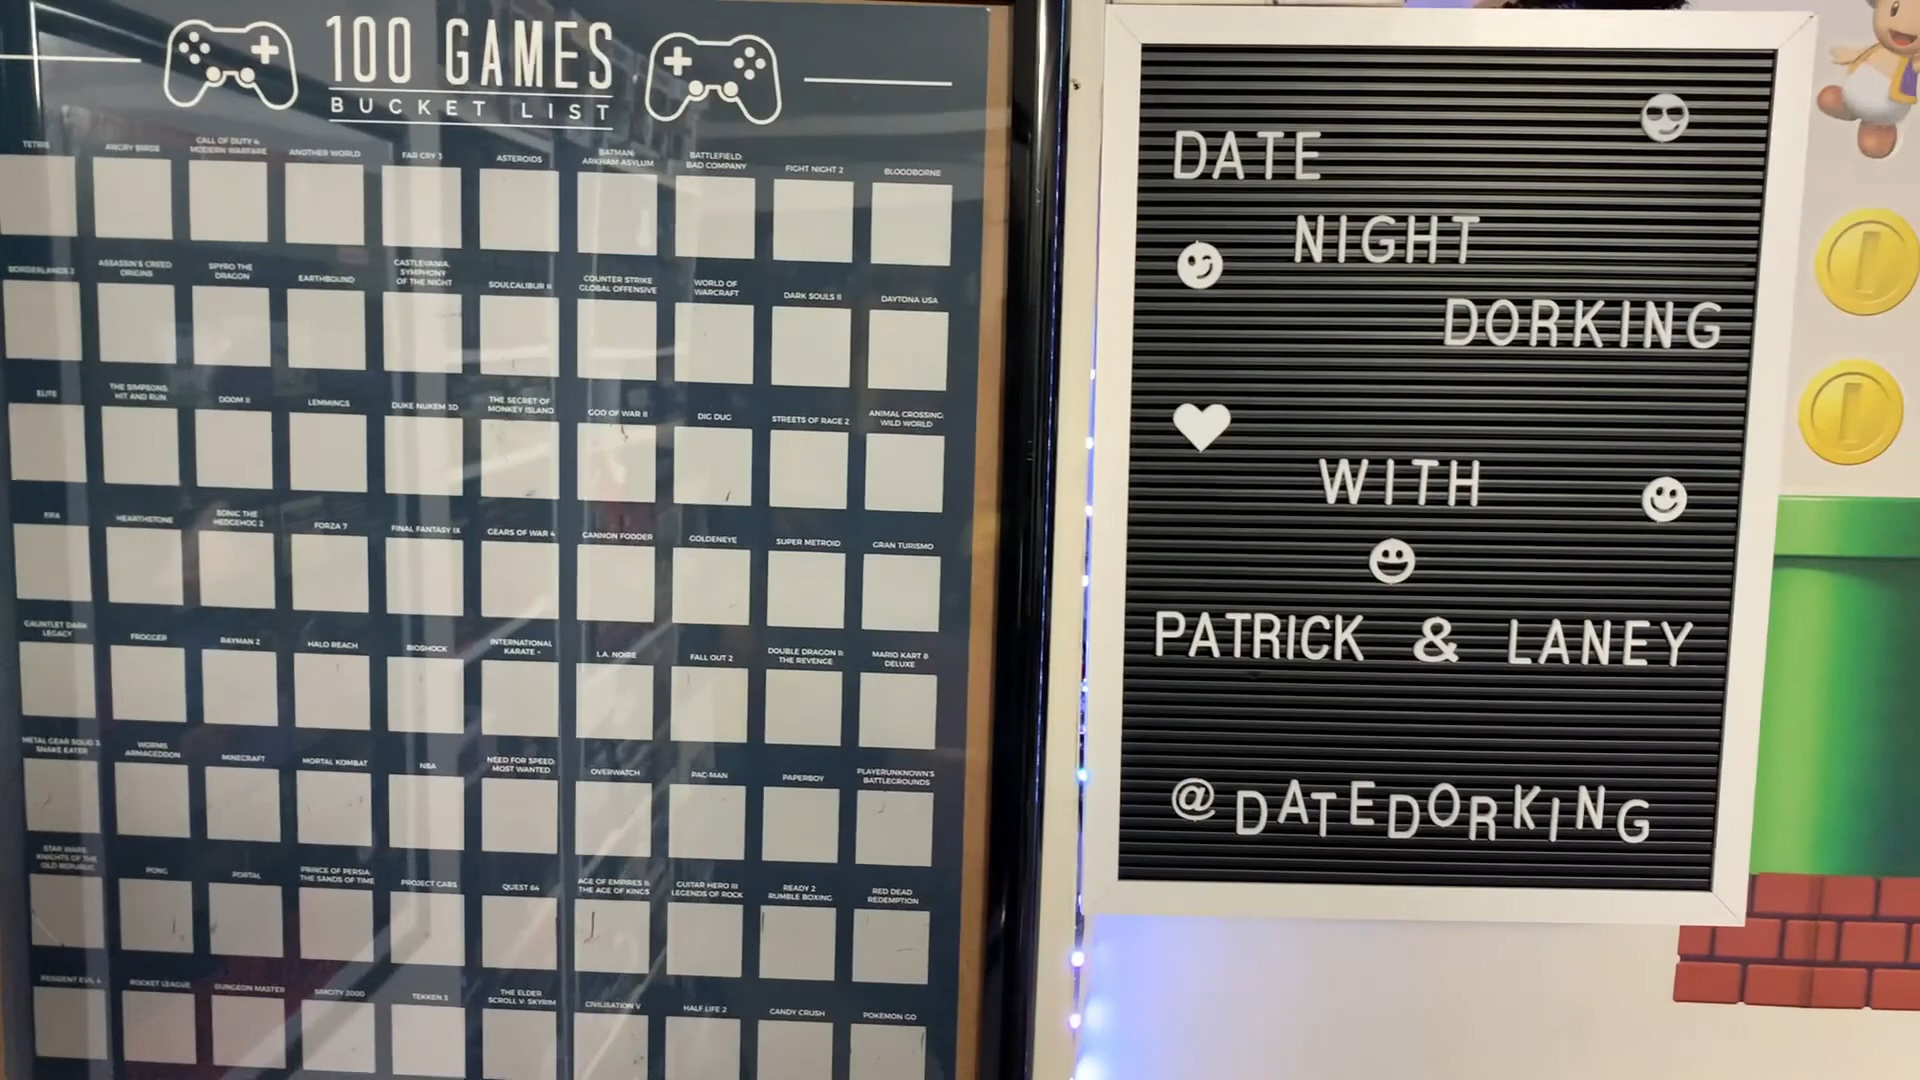 100 GAMES
BUCKET LIST
TETRIS
ANGRY BIRDS
CALL OF DUTY 4:
MODERN WARFARE
ANOTHER WORLD
FAR CRY 3
ASTEROIDS
BATMAN:
ARKHAM ASYLUM
BATTLEFIELD:
BAD COMPANY
FIGHT NIGHT 2
BLOODBORNE
BORDERLANDS 2
ASSASSIN'S CREED
ORIGINS
SPYRO THE
DRAGON
EARTHBOUND
CASTLEVANIA:
SYMPHONY
OF THE NIGHT
SOULCALIBUR II
COUNTER STRIKE
GLOBAL OFFENSIVE
WORLD OF
WARCRAFT
DARK SOULS II
DAYTONA USA
ELITE
THE SIMPSONS:
HIT AND RUN
DOOM II
LEMMINGS
DUKE NUKEM 3D
THE SECRET OF
MONKEY ISLAND
GOD OF WAR II
DIG DUG
STREETS OF RAGE 2
ANIMAL CROSSING:
WILD WORLD
FIFA
HEARTHSTONE
SONIC THE
HEDGEHOG 2
FORZA 7
FINAL FANTASY IX
GEARS OF WAR 4
CANNON FODDER
GOLDENEYE
SUPER METROID
GRAN TURISMO
GAUNTLET DARK
LEGACY
FROGGER
RAYMAN 2
HALO REACH
BIOSHOCK
INTERNATIONAL
KARATE +
L.A. NOIRE
FALL OUT 2
DOUBLE DRAGON II:
THE REVENGE
MARIO KART 8
DELUXE
METAL GEAR SOLID 3:
SNAKE EATER
WORMS
ARMAGEDDON
MINECRAFT
MORTAL KOMBAT
NBA
NEED FOR SPEED:
MOST WANTED
OVERWATCH
PAC-MAN
PAPERBOY
PLAYERUNKNOWN'S
BATTLEGROUNDS
STAR WARS:
KNIGHTS OF THE
OLD REPUBLIC
PONG
PORTAL
PRINCE OF PERSIA:
THE SANDS OF TIME
PROJECT CARS
QUEST 64
AGE OF EMPIRES II:
THE AGE OF KINGS
GUITAR HERO III
LEGENDS OF ROCK
READY 2
RUMBLE BOXING
RED DEAD
REDEMPTION
RESIDENT EVIL 4
ROCKET LEAGUE
DUNGEON MASTER
SIMCITY 2000
TEKKEN 3
THE ELDER
SCROLL V: SKYRIM
CIVILISATION V
HALF LIFE 2
CANDY CRUSH
POKEMON GO
DATE
NIGHT
DORKING
WITH
PATRICK & LANEY
@DATEDORKING